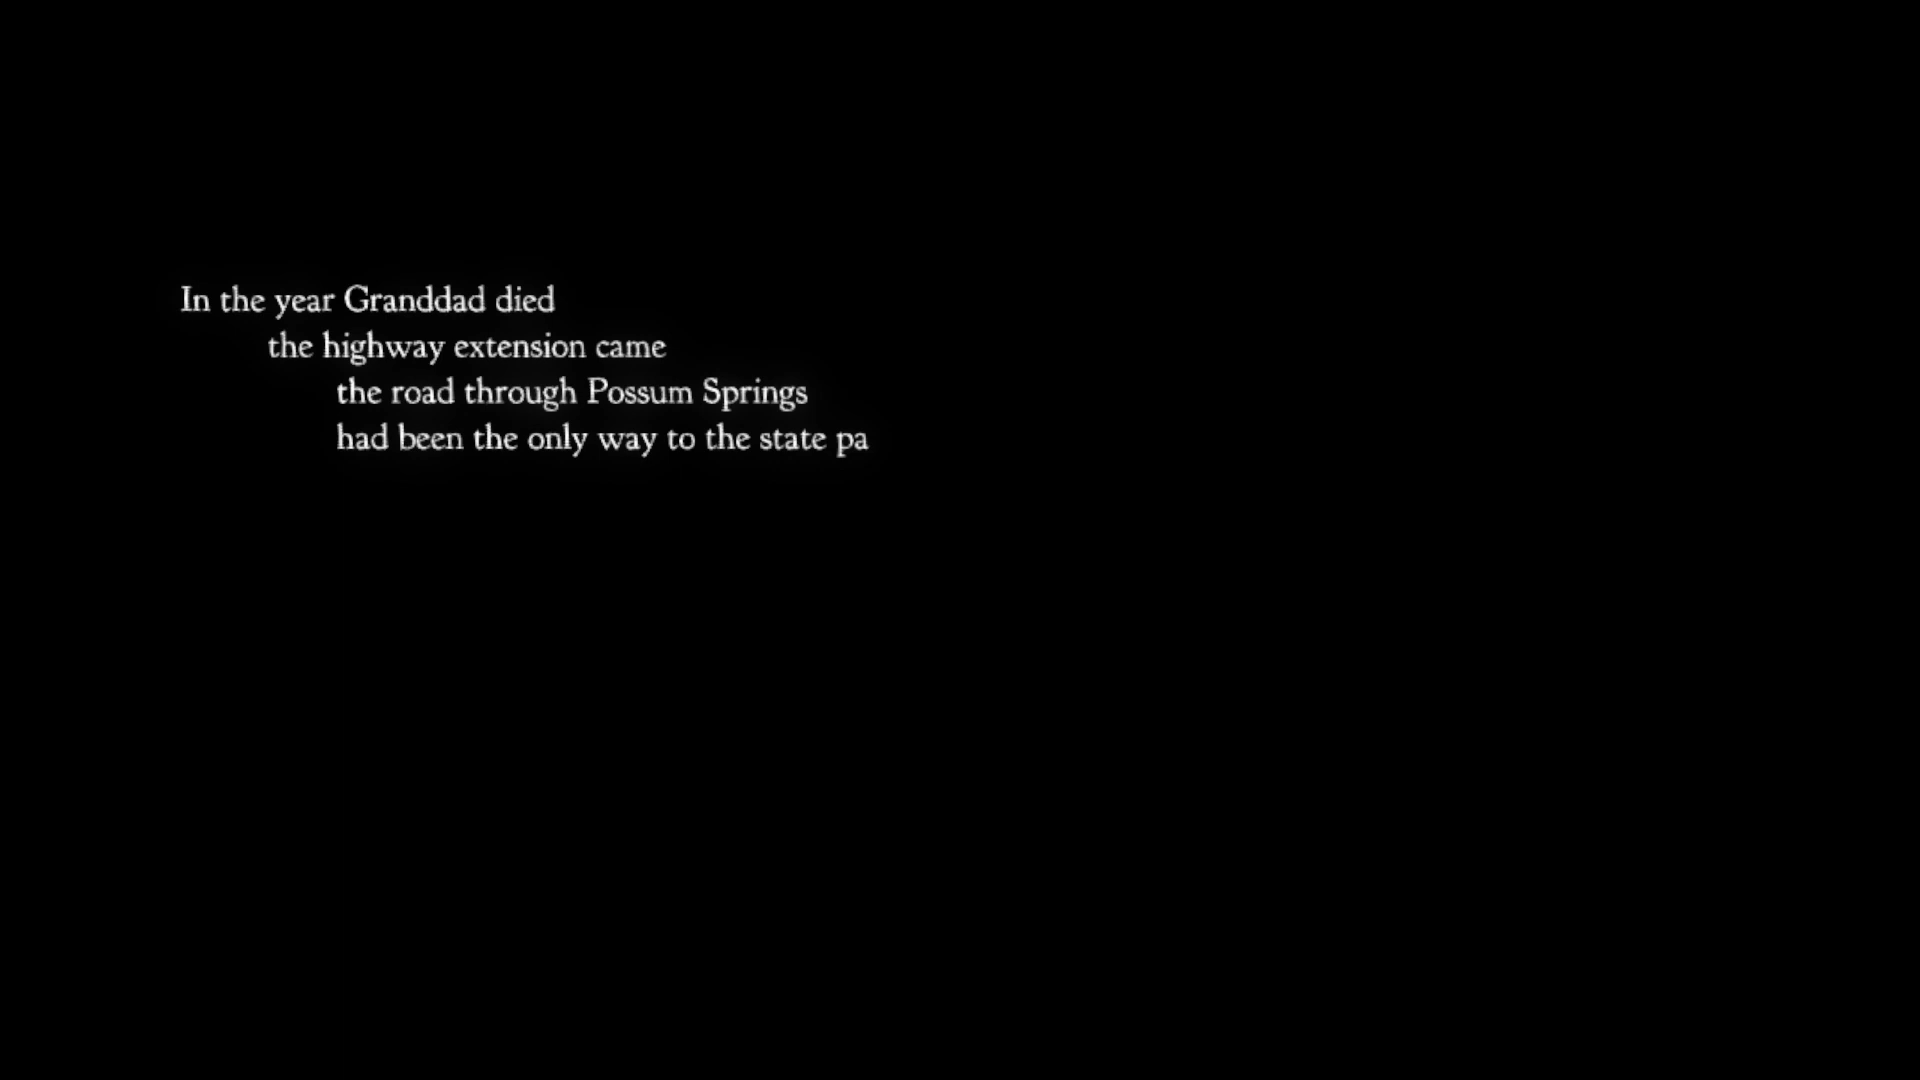 In the year Granddad died
the highway extension came
the road through Possum Springs
had been the only way to the state pa